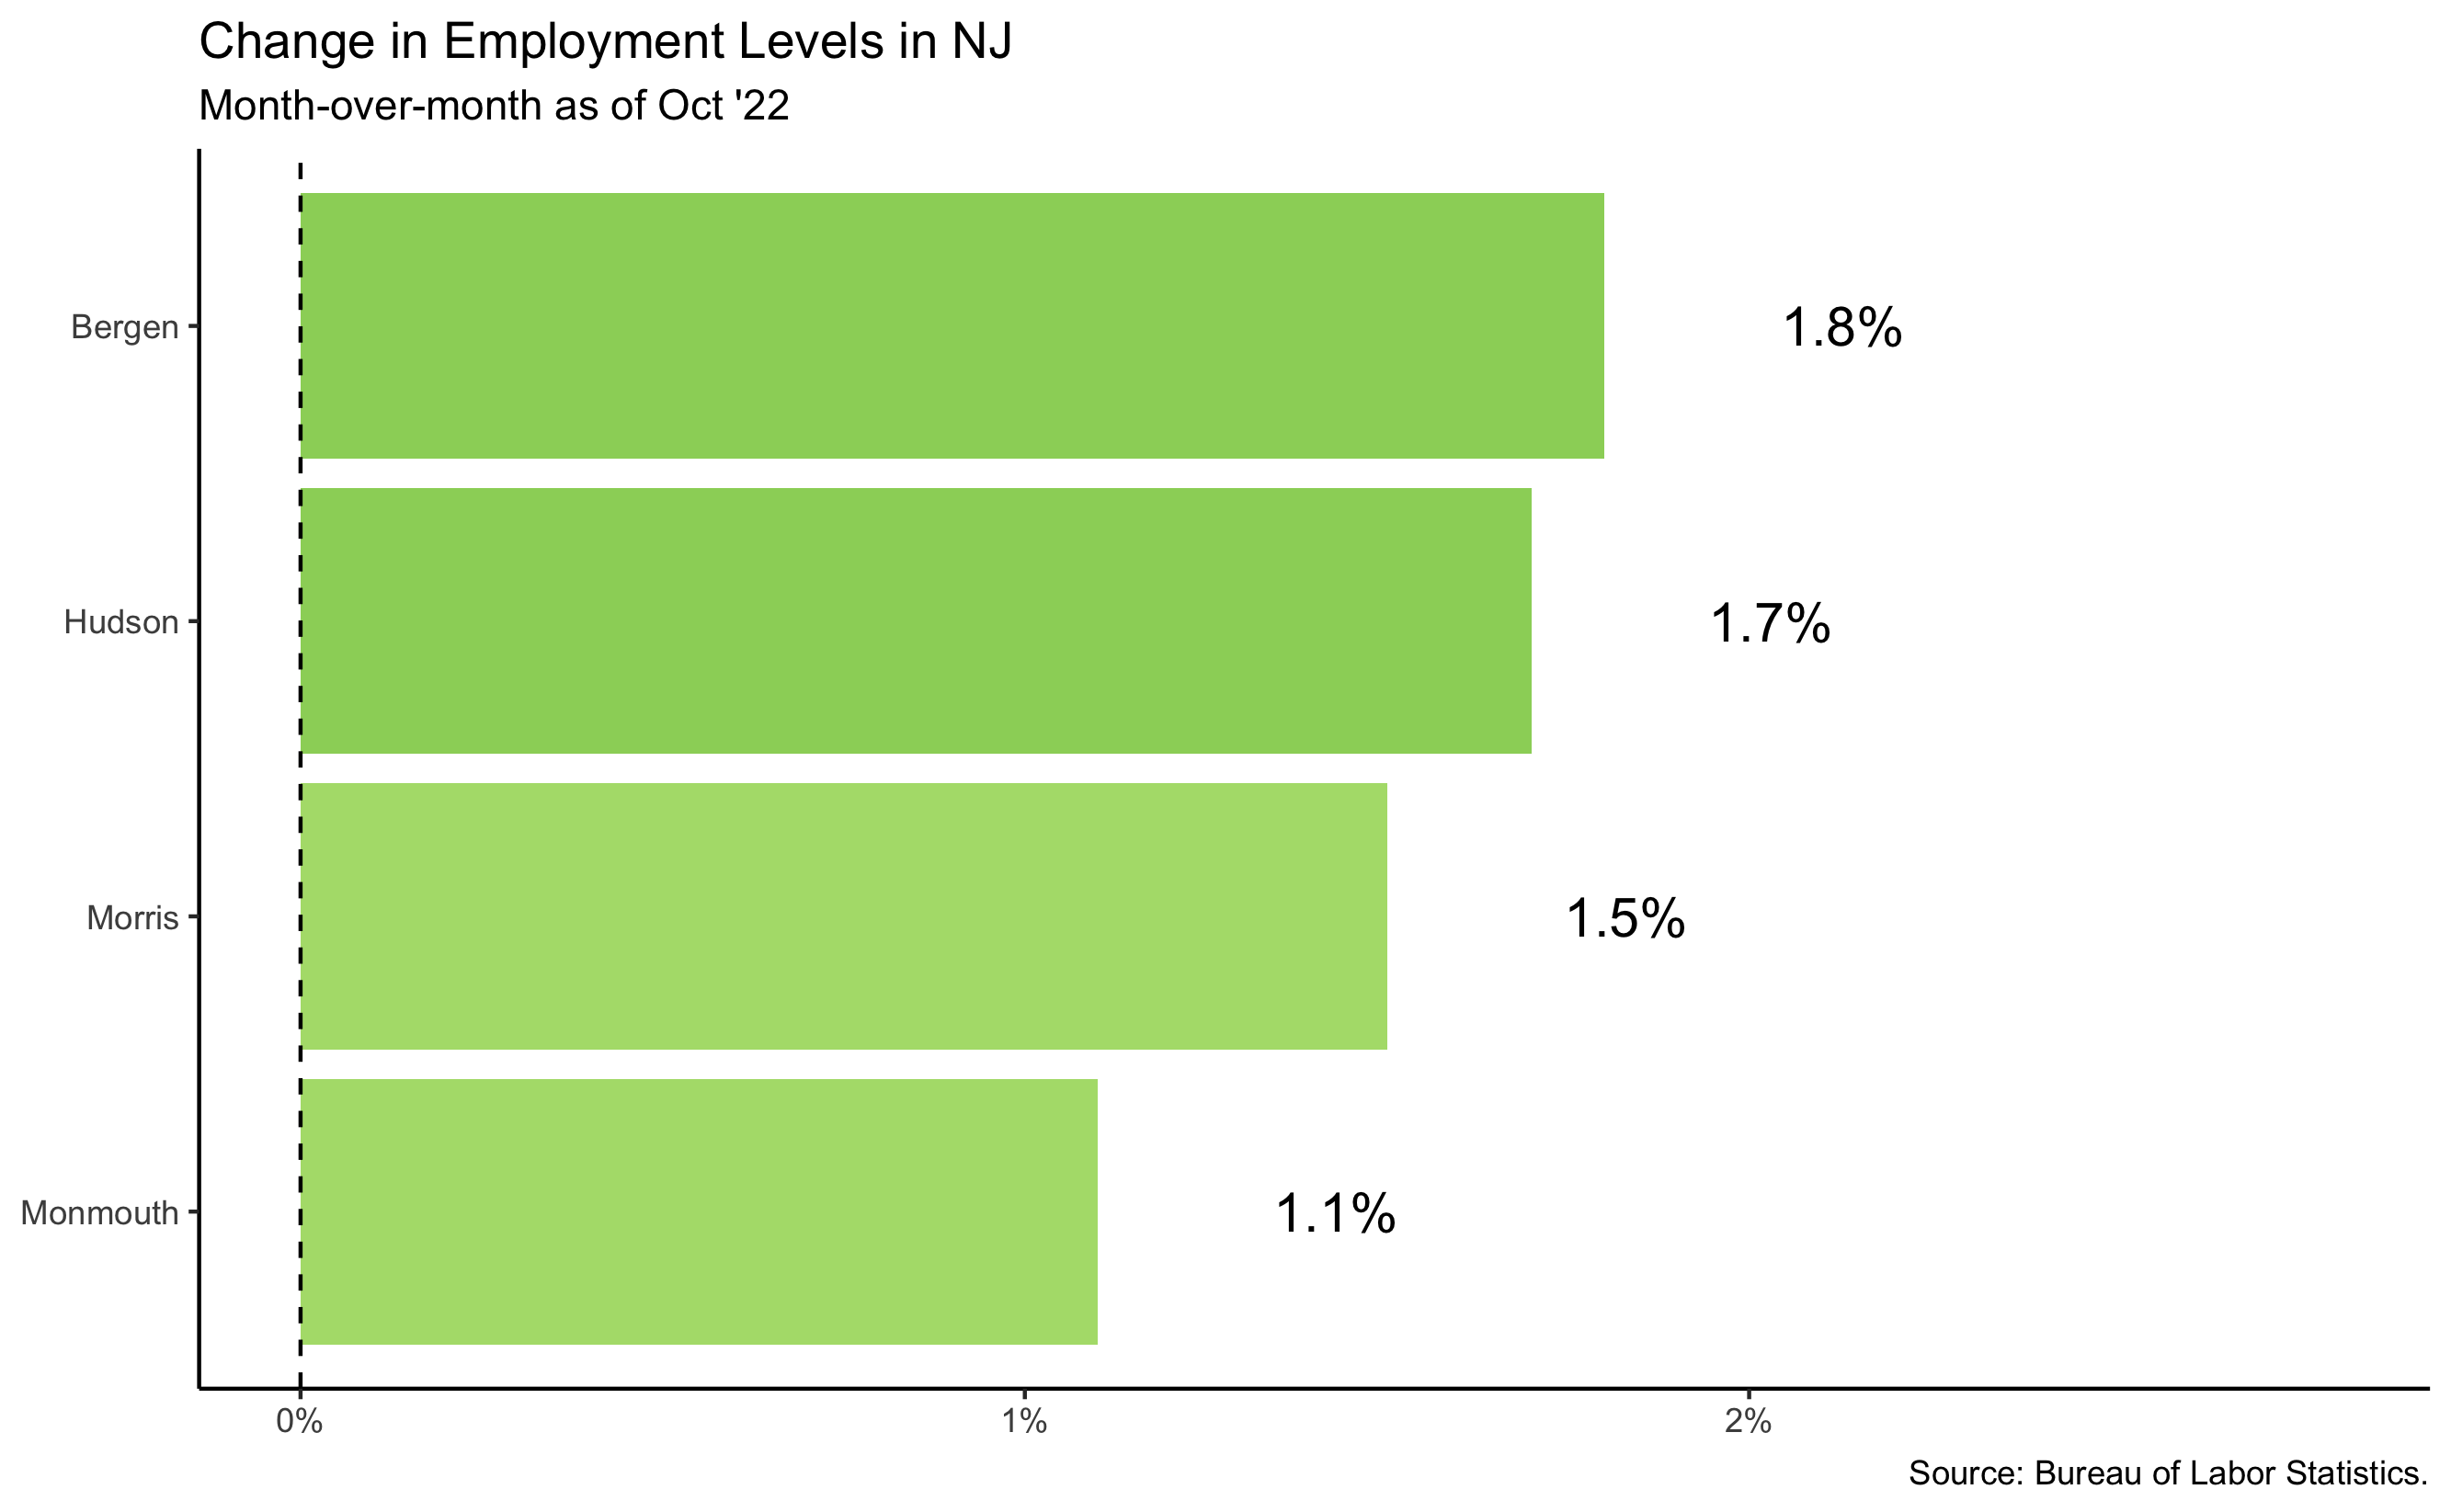 Change in Employment Levels in NJ
Month-over-month as of Oct '22
Bergen
1.8%
Hudson
1.7%
Morris
1.5%
Monmouth
1.1%
0% 1% 2%
Source: Bureau of Labor Statistics.